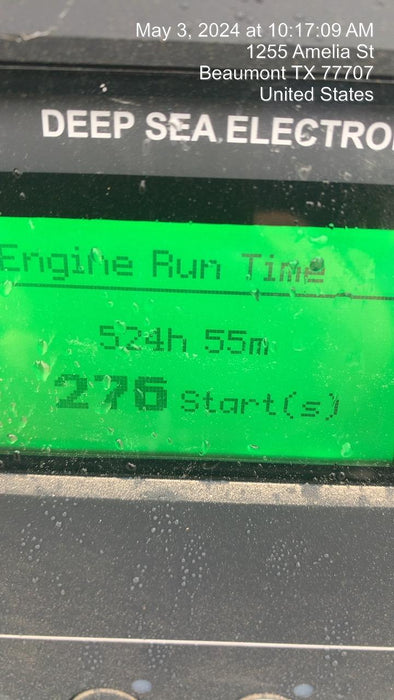 May 3, 2024 at 10:17:09 AM
1255 Amelia St
Beaumont TX 77707
United States
DEEP SEA ELECTRO
Engine Run Time
524h 55m
276 Start(s)